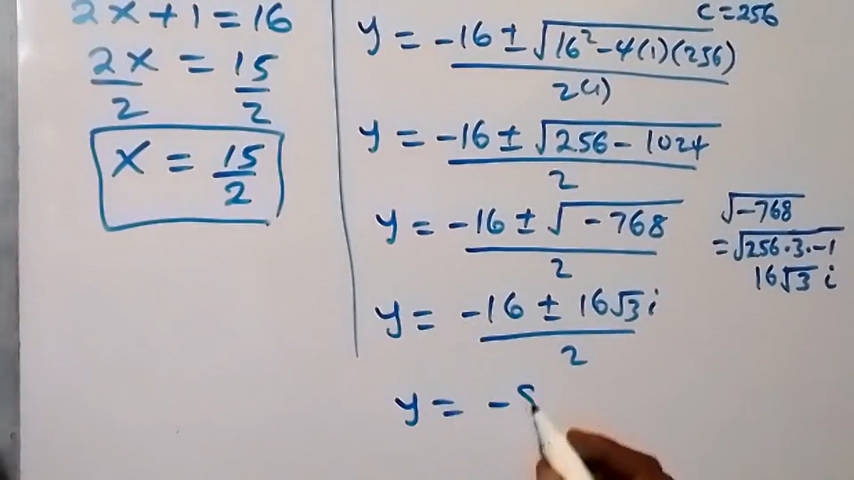 2x+1=16
2x/2 = 15/2
x = 15/2
c=256
y = -16 ± √(16² - 4(1)(256)) / 2(1)
y = -16 ± √(256 - 1024) / 2
y = -16 ± √(-768) / 2
y = -16 ± 16√3 i / 2
y = -8
√-768
= √256·3·-1
16√3 i